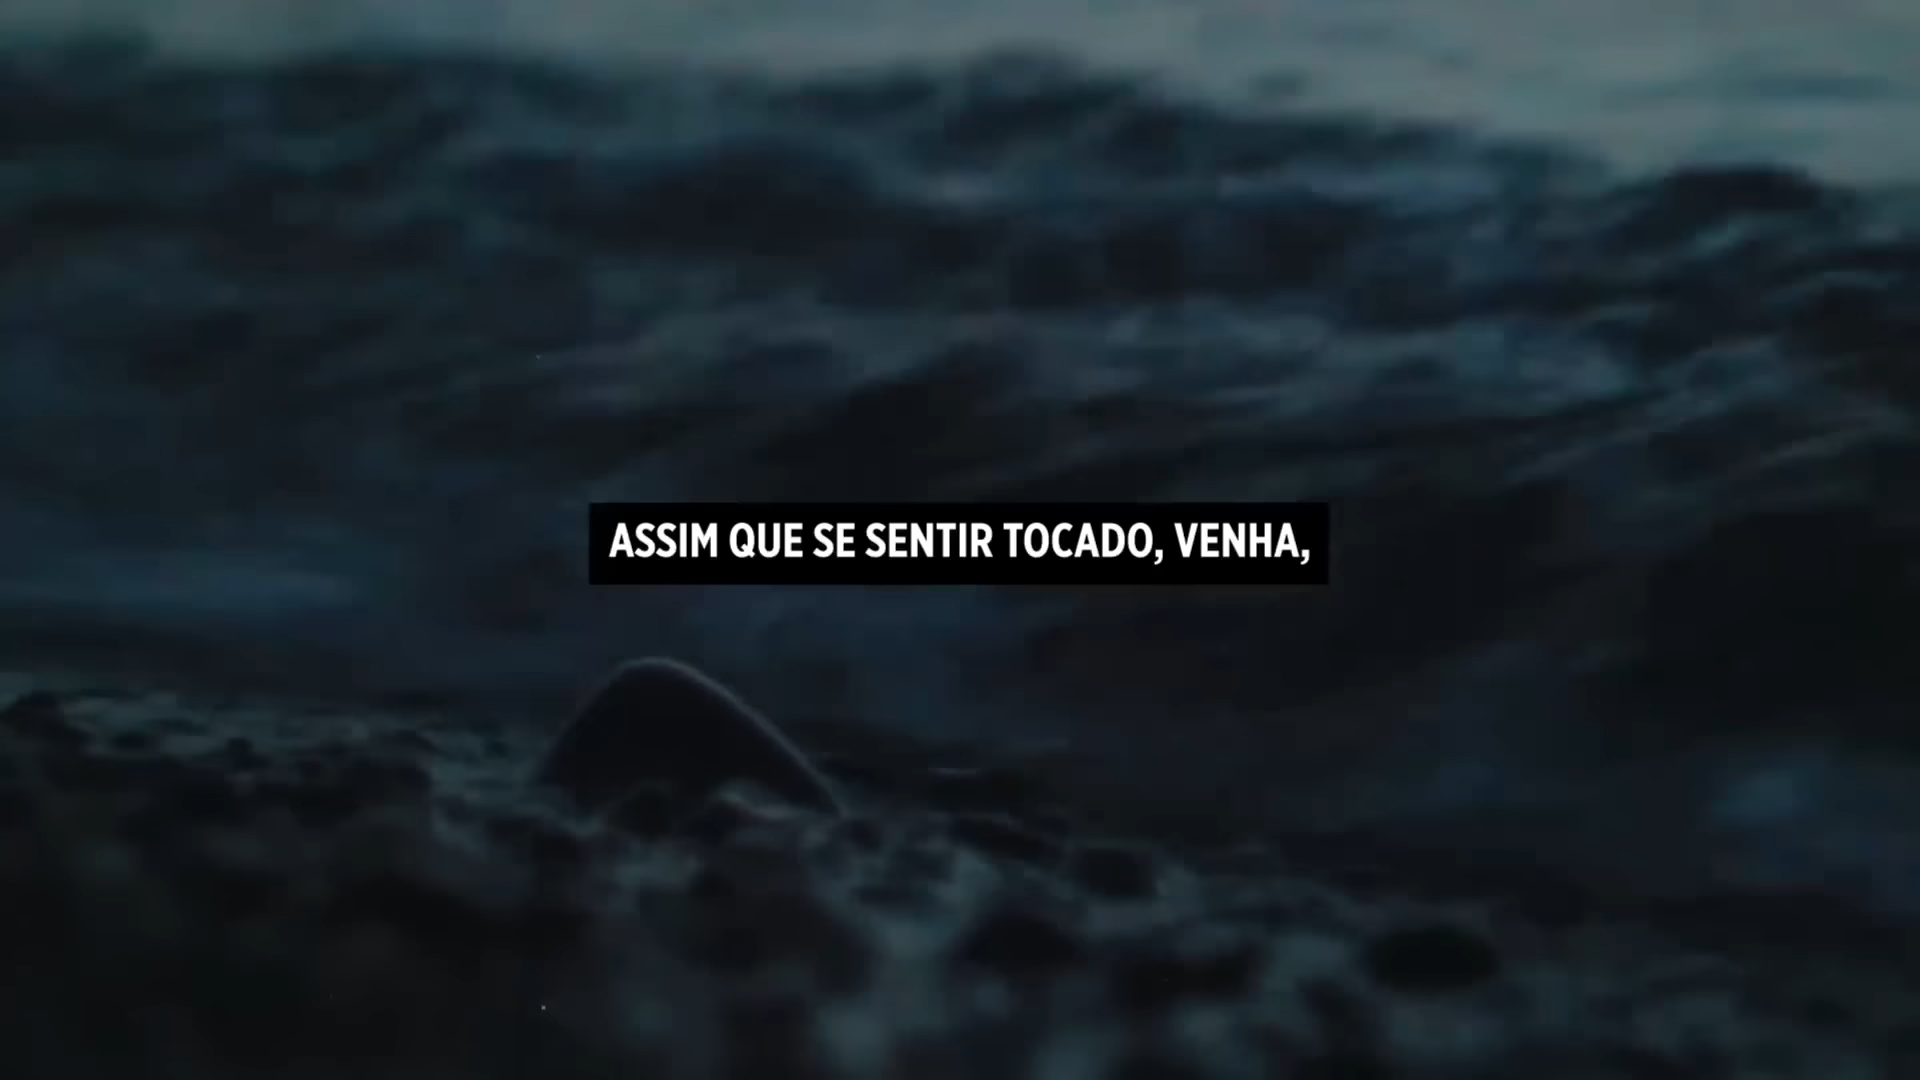 ASSIM QUE SE SENTIR TOCADO, VENHA,